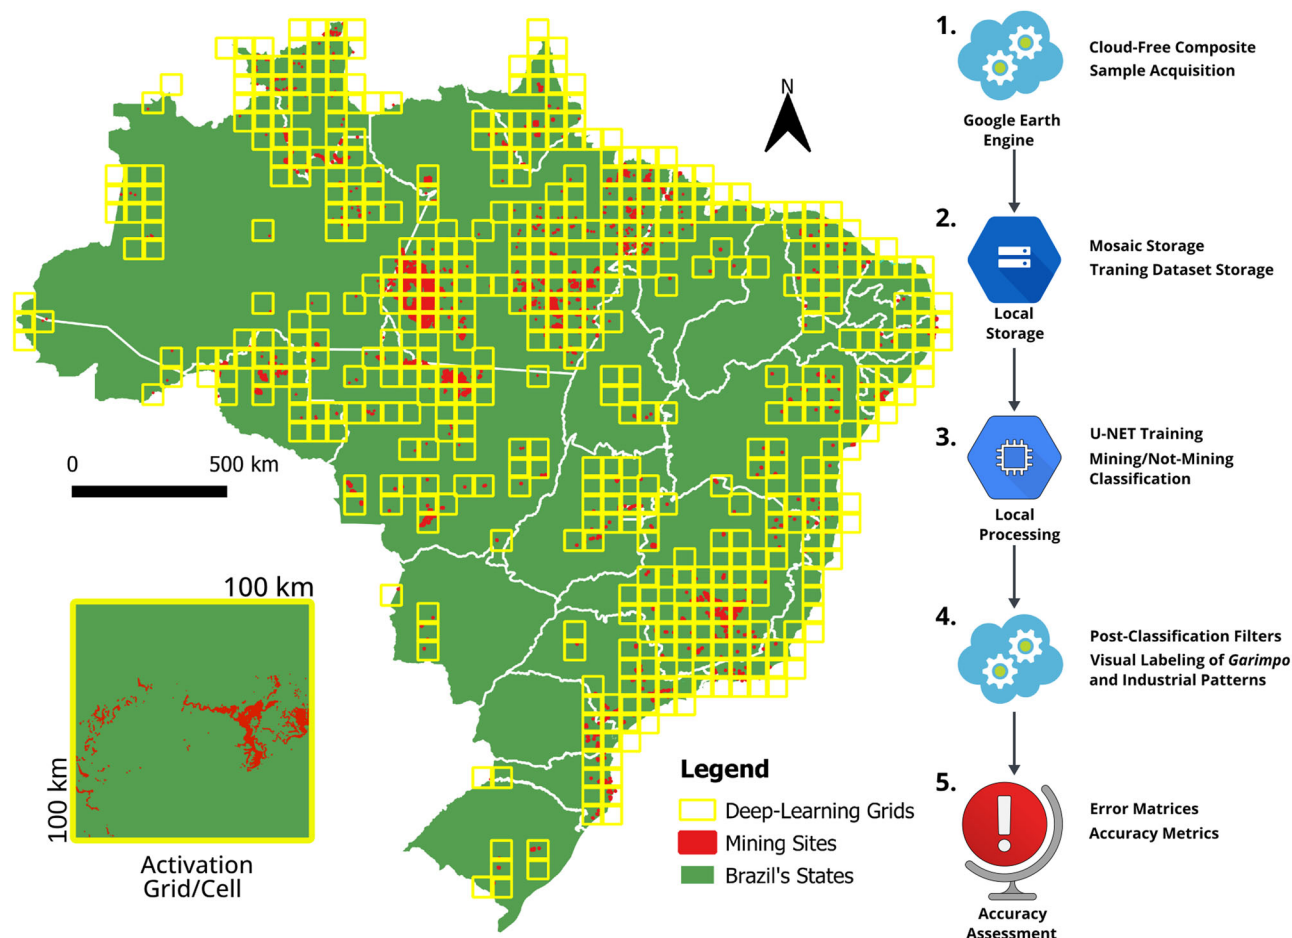 N
0 500 km
100 km
100 km
Activation
Grid/Cell
Legend
Deep-Learning Grids
Mining Sites
Brazil's States
1.
Cloud-Free Composite
Sample Acquisition
Google Earth
Engine
2.
Mosaic Storage
Traning Dataset Storage
Local
Storage
3.
U-NET Training
Mining/Not-Mining
Classification
Local
Processing
4.
Post-Classification Filters
Visual Labeling of Garimpo
and Industrial Patterns
5.
Error Matrices
Accuracy Metrics
Accuracy
Assessment